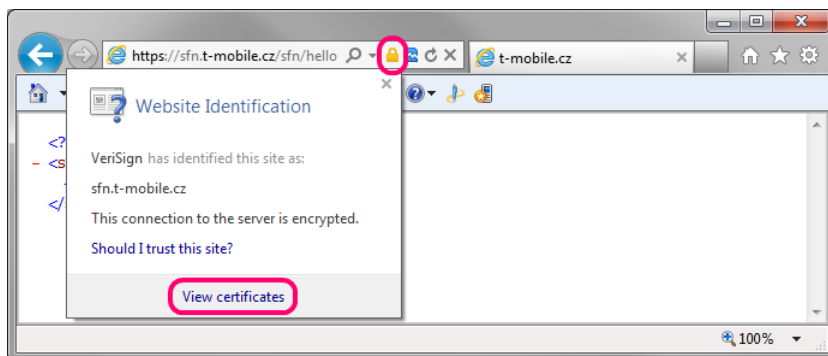 https://sfn.t-mobile.cz/sfn/hello
t-mobile.cz
Website Identification
<?
- <s
VeriSign has identified this site as:
</
sfn.t-mobile.cz
This connection to the server is encrypted.
Should I trust this site?
View certificates
100%